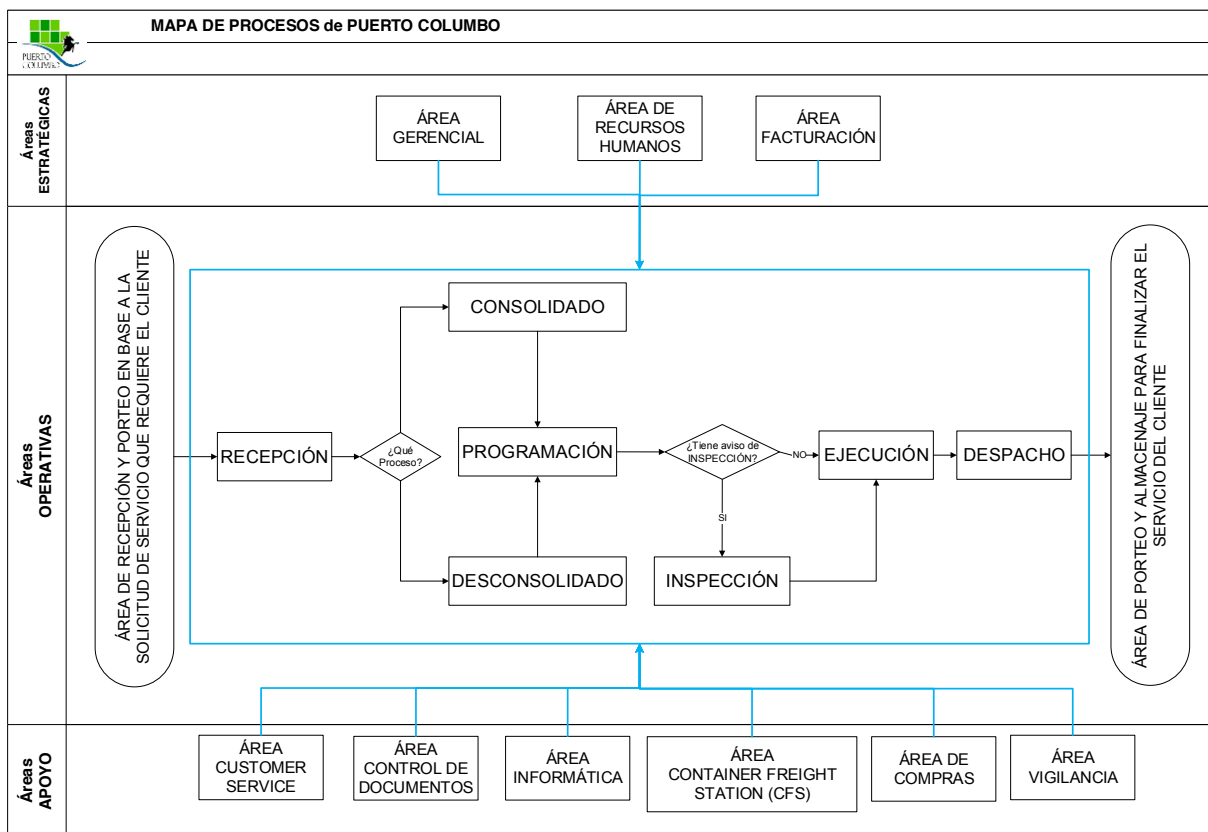 MAPA DE PROCESOS de PUERTO COLUMBO
PUERTO
COLUMBO
Áreas
ESTRATÉGICAS
ÁREA
GERENCIAL
ÁREA DE
RECURSOS
HUMANOS
ÁREA
FACTURACIÓN
Áreas
OPERATIVAS
ÁREA DE RECEPCIÓN Y PORTEO EN BASE A LA
SOLICITUD DE SERVICIO QUE REQUIERE EL CLIENTE
RECEPCIÓN
¿Qué
Proceso?
CONSOLIDADO
PROGRAMACIÓN
DESCONSOLIDADO
¿Tiene aviso de
INSPECCIÓN?
NO
SI
INSPECCIÓN
EJECUCIÓN
DESPACHO
ÁREA DE PORTEO Y ALMACENAJE PARA FINALIZAR EL
SERVICIO DEL CLIENTE
Áreas
APOYO
ÁREA
CUSTOMER
SERVICE
ÁREA
CONTROL DE
DOCUMENTOS
ÁREA
INFORMÁTICA
ÁREA
CONTAINER FREIGHT
STATION (CFS)
ÁREA DE
COMPRAS
ÁREA
VIGILANCIA